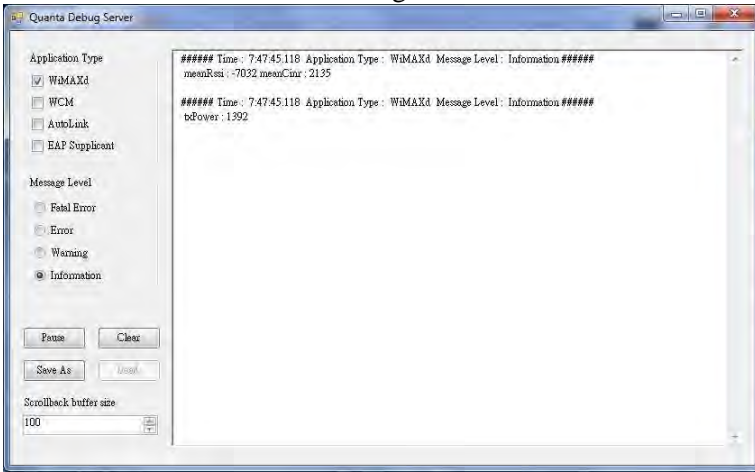 Quanta Debug Server
Application Type
WiMAXd
WCM
AutoLink
EAP Supplicant
Message Level
Fatal Error
Error
Warning
Information
Pause
Clear
Save As
Scrollback buffer size
100
###### Time : 7:47:45.118 Application Type : WiMAXd Message Level : Information ######
meanRssi : -7032 meanCinr : 2135
###### Time : 7:47:45.118 Application Type : WiMAXd Message Level : Information ######
txPower : 1392